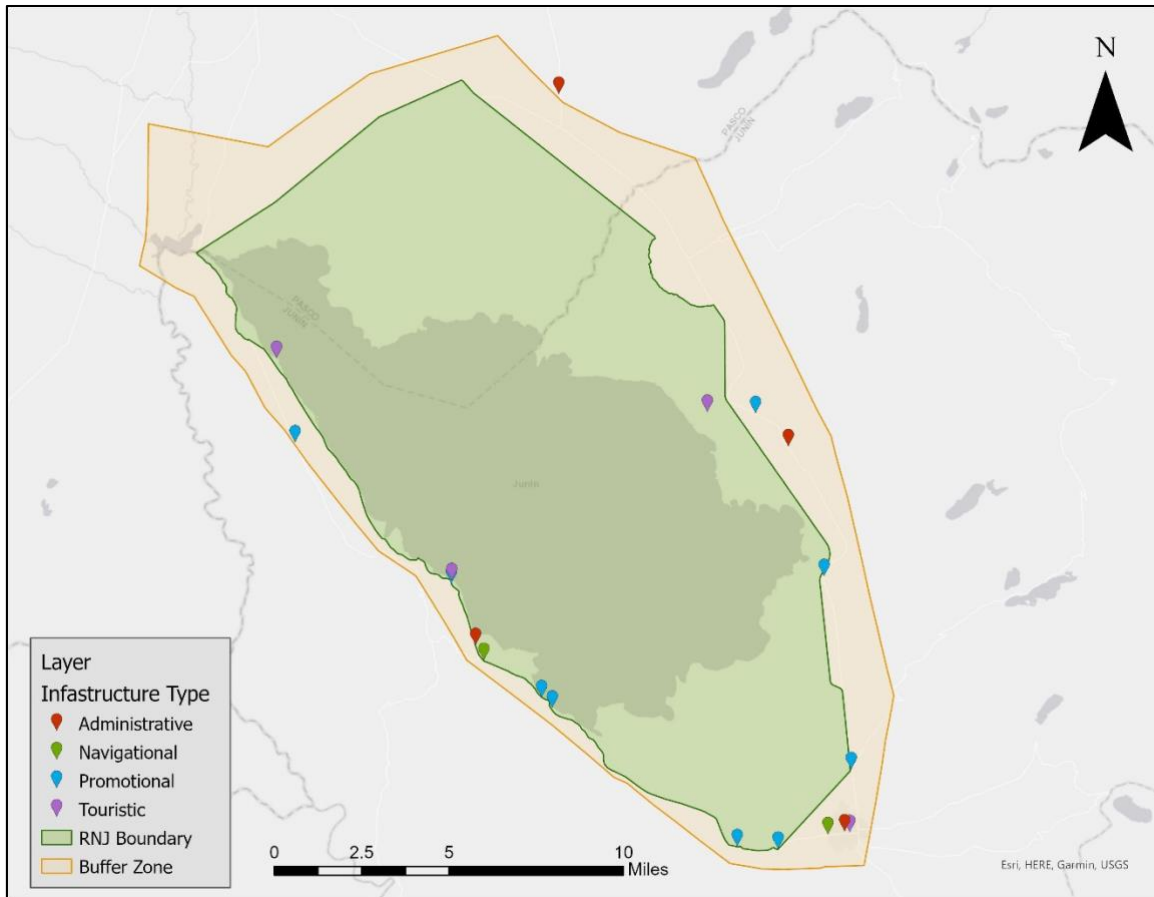 N
PASCO
JUNIN
PASCO
JUNIN
Junin
Layer
Infastructure Type
Administrative
Navigational
Promotional
Touristic
RNJ Boundary
Buffer Zone
0 2.5 5 10
Miles
Esri, HERE, Garmin, USGS